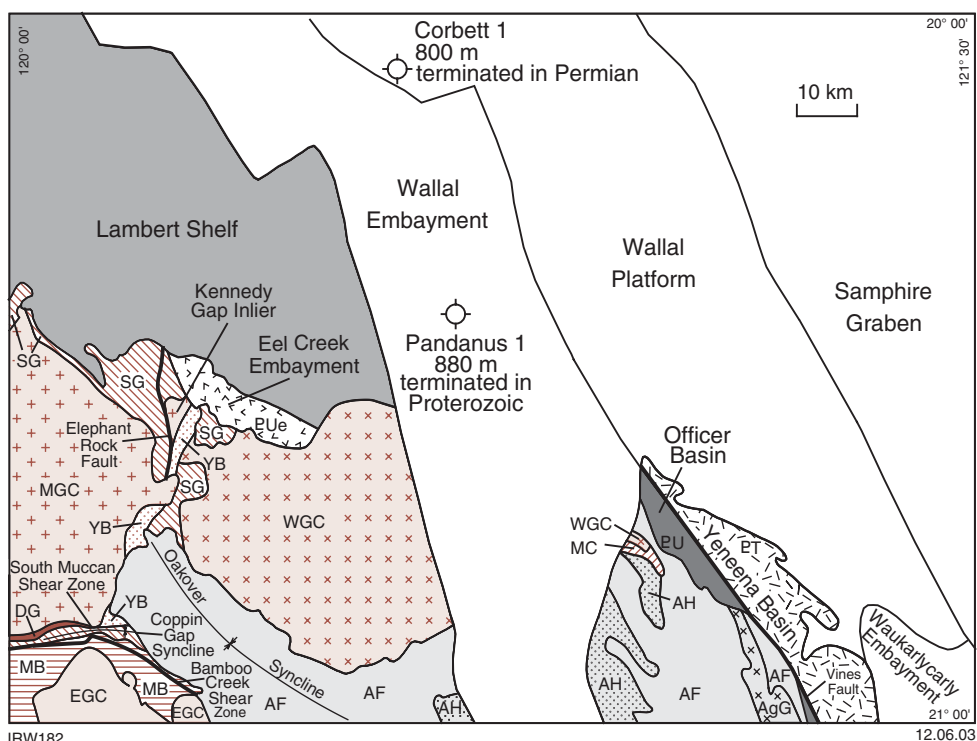 120° 00'
20° 00'
121° 30'
Corbett 1
800 m
terminated in Permian
10 km
Wallal
Embayment
Lambert Shelf
Wallal
Platform
Samphire
Graben
Kennedy
Gap Inlier
Eel Creek
Embayment
Pandanus 1
880 m
terminated in
Proterozoic
SG
SG
PUe
SG
Elephant
Rock
Fault
YB
SG
MGC
WGC
YB
Officer
Basin
WGC
MC
PU
PT
Yeneena Basin
AH
South Muccan
Shear Zone
Oakover
Syncline
DG
YB
Coppin
Gap
Syncline
Bamboo
Creek
Shear
Zone
MB
MB
EGC
EGC
AF
AF
AH
AH
AF
AF
AgG
Vines
Fault
Waukarlycarly
Embayment
21° 00'
IRW182
12.06.03